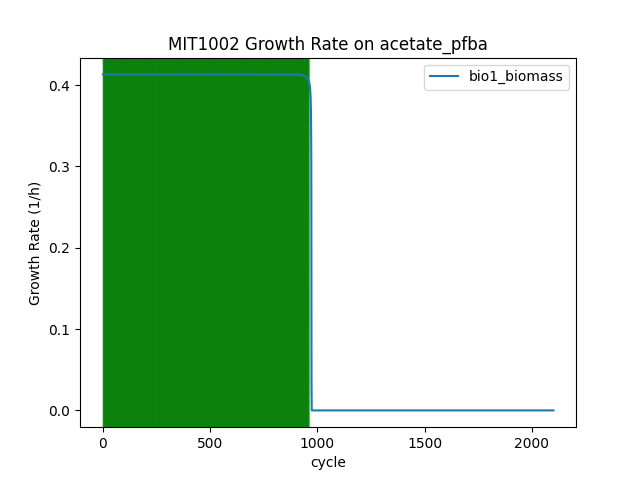 MIT1002 Growth Rate on acetate_pfba
bio1_biomass
Growth Rate (1/h)
0.4
0.3
0.2
0.1
0.0
0 500 1000 1500 2000
cycle